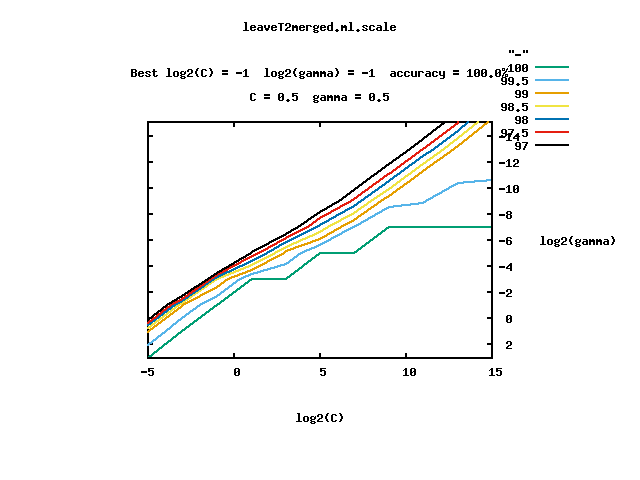 leaveT2merged.ml.scale
"-"
Best log2(C) = -1  log2(gamma) = -1  accuracy = 100.0%
C = 0.5  gamma = 0.5
100
99.5
99
98.5
98
97.5
97
-14
-12
-10
-8
-6
-4
-2
0
2
log2(gamma)
-5 0 5 10 15
log2(C)